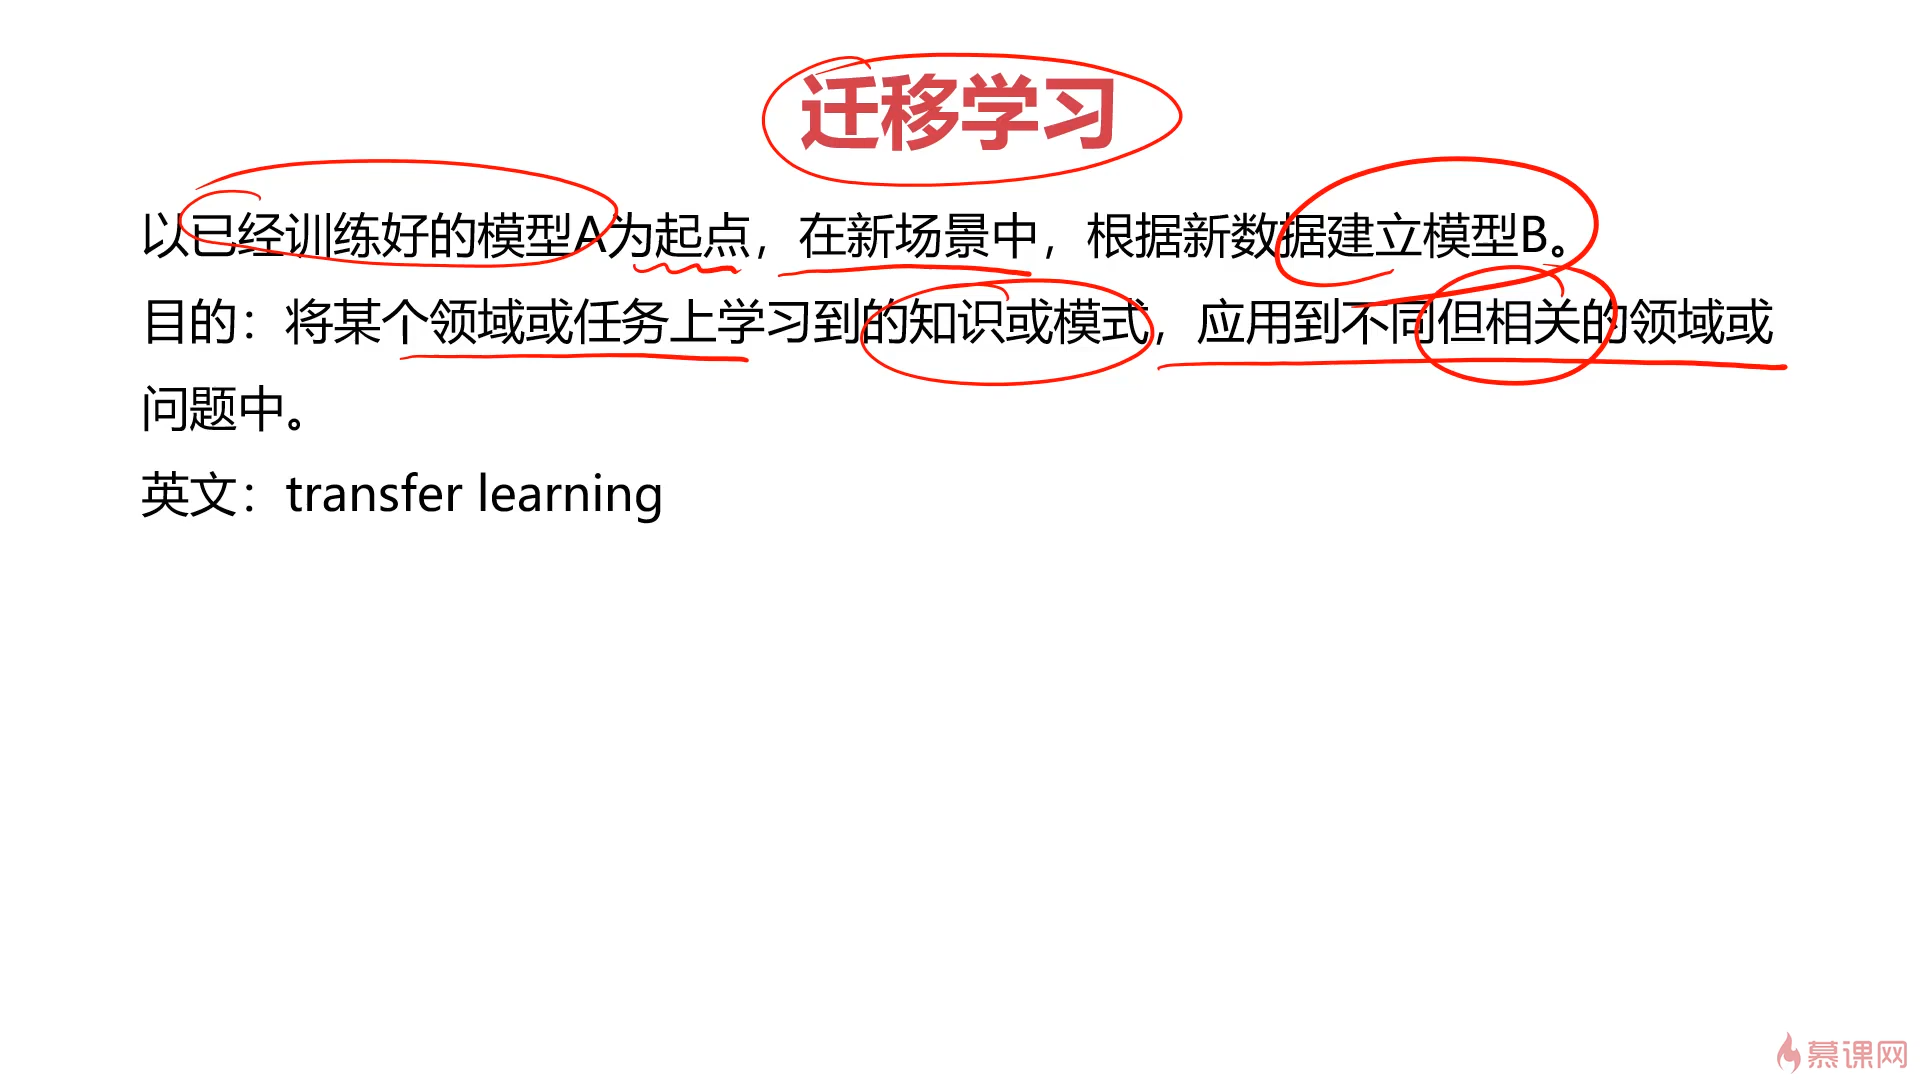 迁移学习
以已经训练好的模型A为起点，在新场景中，根据新数据建立模型B。
目的：将某个领域或任务上学习到的知识或模式，应用到不同但相关的领域或
问题中。
英文：transfer learning
慕课网